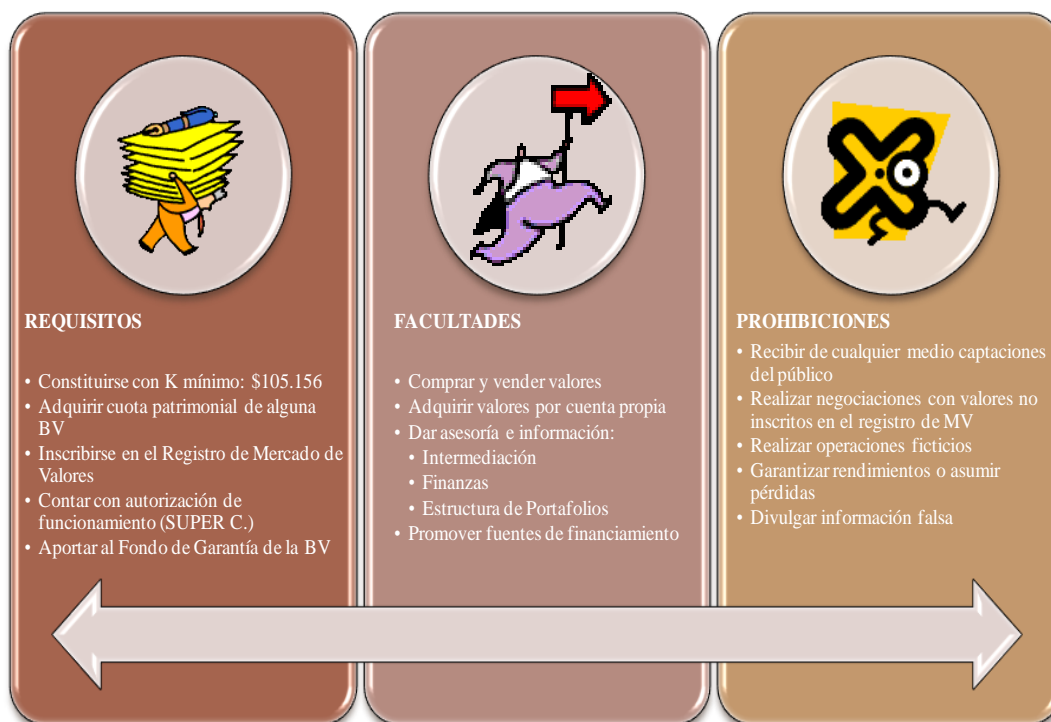 REQUISITOS
• Constituirse con K mínimo: $105.156
• Adquirir cuota patrimonial de alguna
BV
• Inscribirse en el Registro de Mercado de
Valores
• Contar con autorización de
funcionamiento (SUPER C.)
• Aportar al Fondo de Garantía de la BV
FACULTADES
• Comprar y vender valores
• Adquirir valores por cuenta propia
• Dar asesoría e información:
• Intermediación
• Finanzas
• Estructura de Portafolios
• Promover fuentes de financiamiento
PROHIBICIONES
• Recibir de cualquier medio captaciones
del público
• Realizar negociaciones con valores no
inscritos en el registro de MV
• Realizar operaciones ficticios
• Garantizar rendimientos o asumir
pérdidas
• Divulgar información falsa